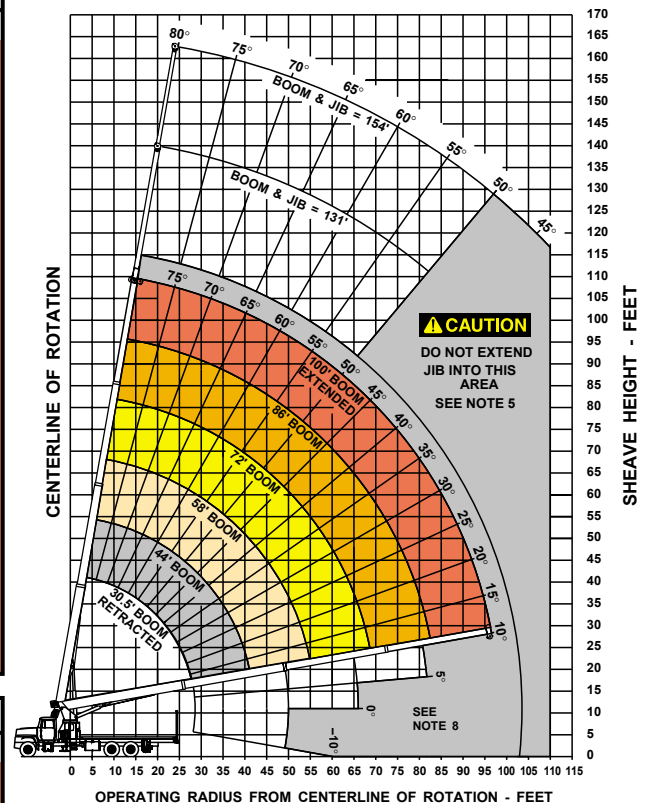 80°
75°
70°
65°
60°
55°
50°
45°
BOOM & JIB = 154'
BOOM & JIB = 131'
75°
70°
65°
60°
55°
50°
45°
40°
35°
30°
25°
20°
15°
10°
5°
0°
–10°
100' BOOM
EXTENDED
86' BOOM
72' BOOM
58' BOOM
44' BOOM
30.5' BOOM
RETRACTED
CAUTION
DO NOT EXTEND
JIB INTO THIS
AREA
SEE NOTE 5
SEE
NOTE 8
CENTERLINE OF ROTATION
SHEAVE HEIGHT - FEET
170
165
160
155
150
145
140
135
130
125
120
115
110
105
100
95
90
85
80
75
70
65
60
55
50
45
40
35
30
25
20
15
10
5
0
0 5 10 15 20 25 30 35 40 45 50 55 60 65 70 75 80 85 90 95 100 105 110 115
OPERATING RADIUS FROM CENTERLINE OF ROTATION - FEET